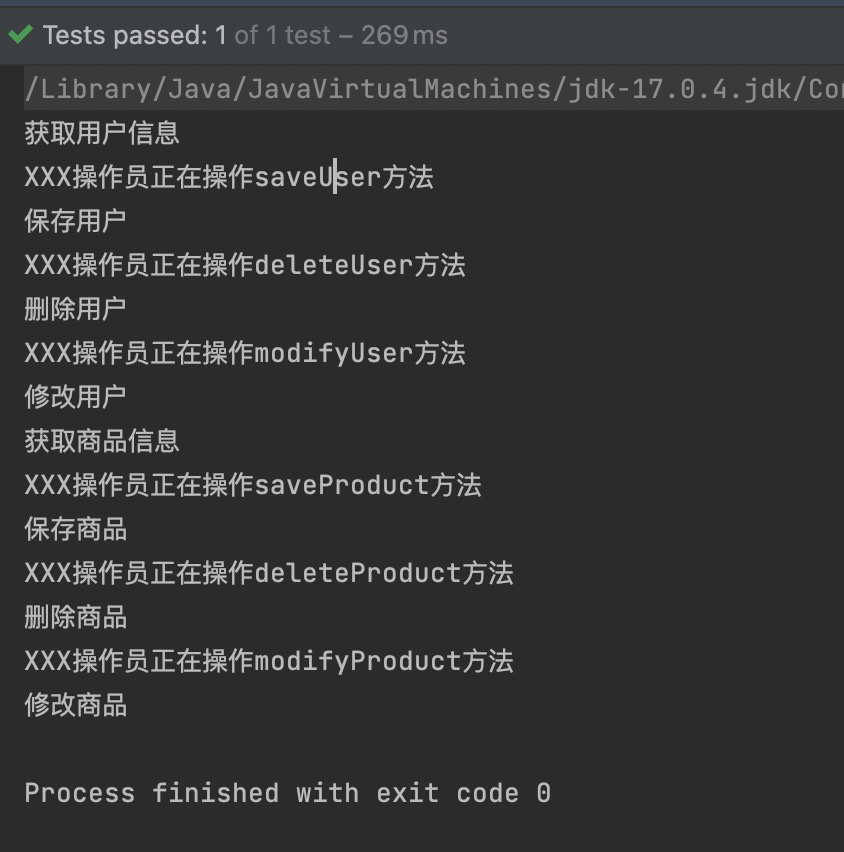 Tests passed: 1 of 1 test – 269 ms
/Library/Java/JavaVirtualMachines/jdk-17.0.4.jdk/
获取用户信息
XXX操作员正在操作saveUser方法
保存用户
XXX操作员正在操作deleteUser方法
删除用户
XXX操作员正在操作modifyUser方法
修改用户
获取商品信息
XXX操作员正在操作saveProduct方法
保存商品
XXX操作员正在操作deleteProduct方法
删除商品
XXX操作员正在操作modifyProduct方法
修改商品
Process finished with exit code 0